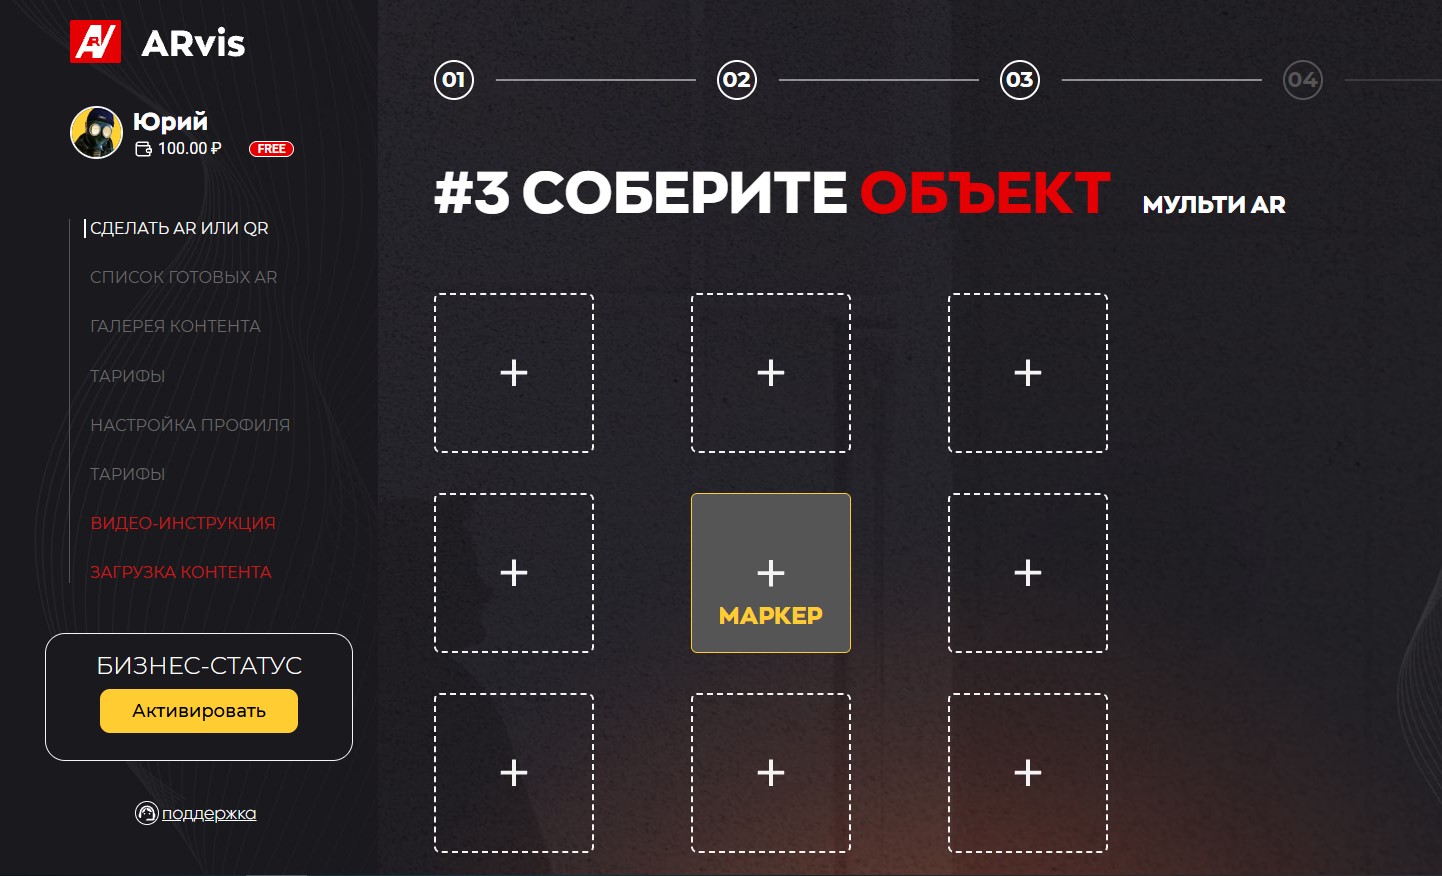 ARvis
Юрий
100.00 ₽ FREE
СДЕЛАТЬ AR ИЛИ QR
СПИСОК ГОТОВЫХ AR
ГАЛЕРЕЯ КОНТЕНТА
ТАРИФЫ
НАСТРОЙКА ПРОФИЛЯ
ТАРИФЫ
ВИДЕО-ИНСТРУКЦИЯ
ЗАГРУЗКА КОНТЕНТА
БИЗНЕС-СТАТУС
Активировать
поддержка
01 02 03 04
#3 СОБЕРИТЕ ОБЪЕКТ МУЛЬТИ AR
МАРКЕР